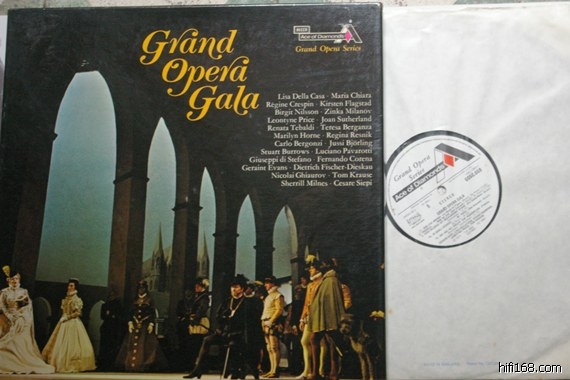 Grand
Opera
Gala
DECCA
Ace of Diamonds
Grand Opera Series
Lisa Della Casa · Maria Chiara
Régine Crespin · Kirsten Flagstad
Birgit Nilsson · Zinka Milanov
Leontyne Price · Joan Sutherland
Renata Tebaldi · Teresa Berganza
Marilyn Horne · Regina Resnik
Carlo Bergonzi · Jussi Björling
Stuart Burrows · Luciano Pavarotti
Giuseppi di Stefano · Fernando Corena
Geraint Evans · Dietrich Fischer-Dieskau
Nicolai Ghiaurov · Tom Krause
Sherrill Milnes · Cesare Siepi
Grand Opera
Series
Ace of Diamonds
STEREO
hifi168.com